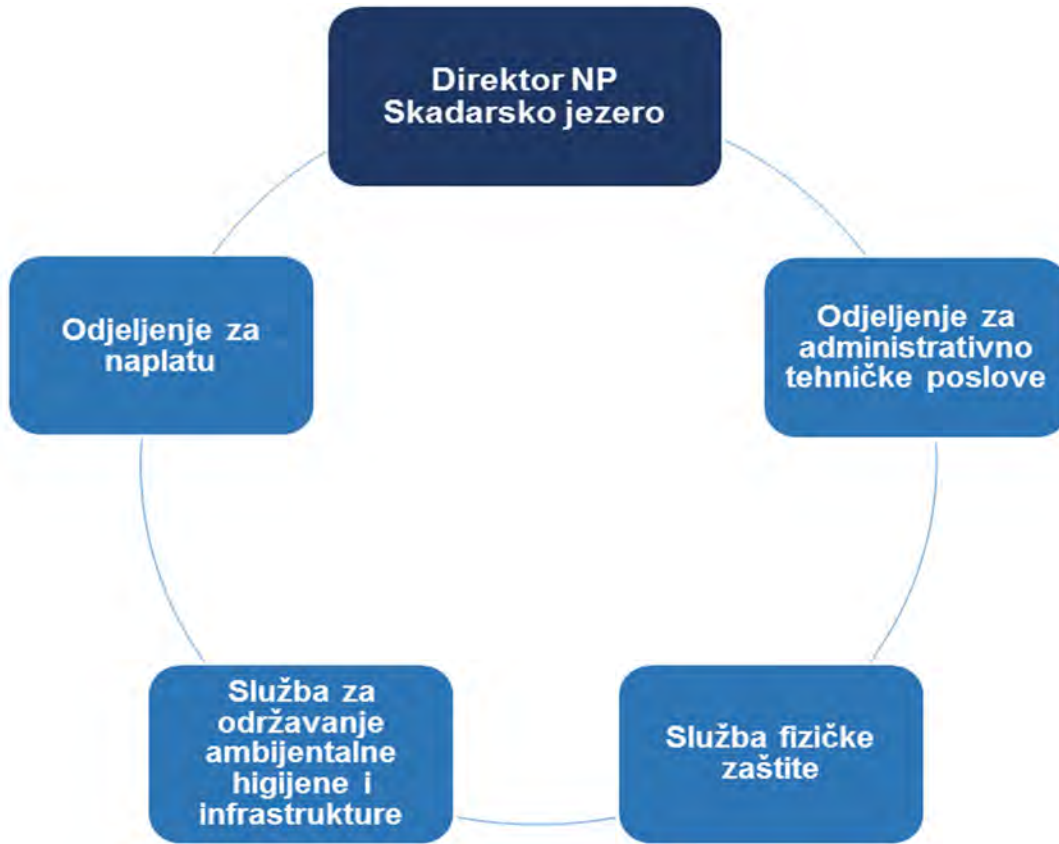 Direktor NP
Skadarsko jezero
Odjeljenje za
naplatu
Odjeljenje za
administrativno
tehničke poslove
Služba za
održavanje
ambijentalne
higijene i
infrastrukture
Služba fizičke
zaštite